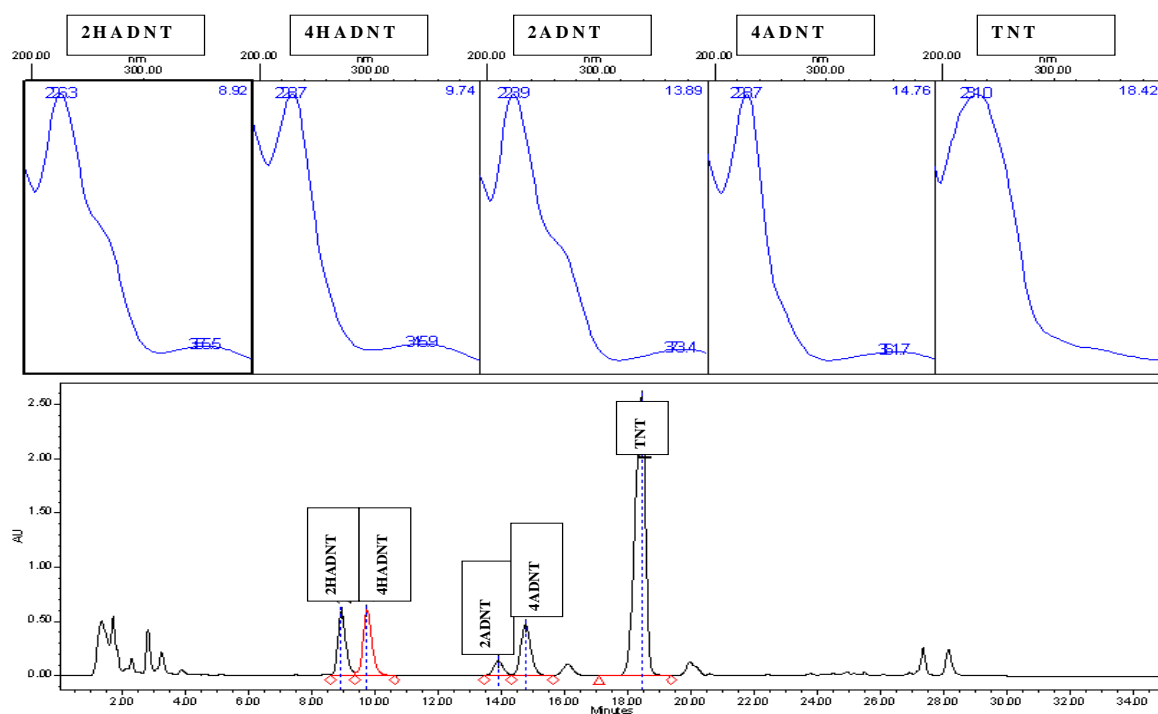 2HADNT 4HADNT 2ADNT 4ADNT TNT
200.00 nm 300.00 200.00 nm 300.00 200.00 nm 300.00 200.00 nm 300.00 200.00 nm 300.00
8.92 9.74 13.89 14.76 18.42
2.50
2.00
1.50
1.00
0.50
0.00
AU
2HADNT
4HADNT
2ADNT
4ADNT
TNT
2.00 4.00 6.00 8.00 10.00 12.00 14.00 16.00 18.00 20.00 22.00 24.00 26.00 28.00 30.00 32.00 34.00
Minutes